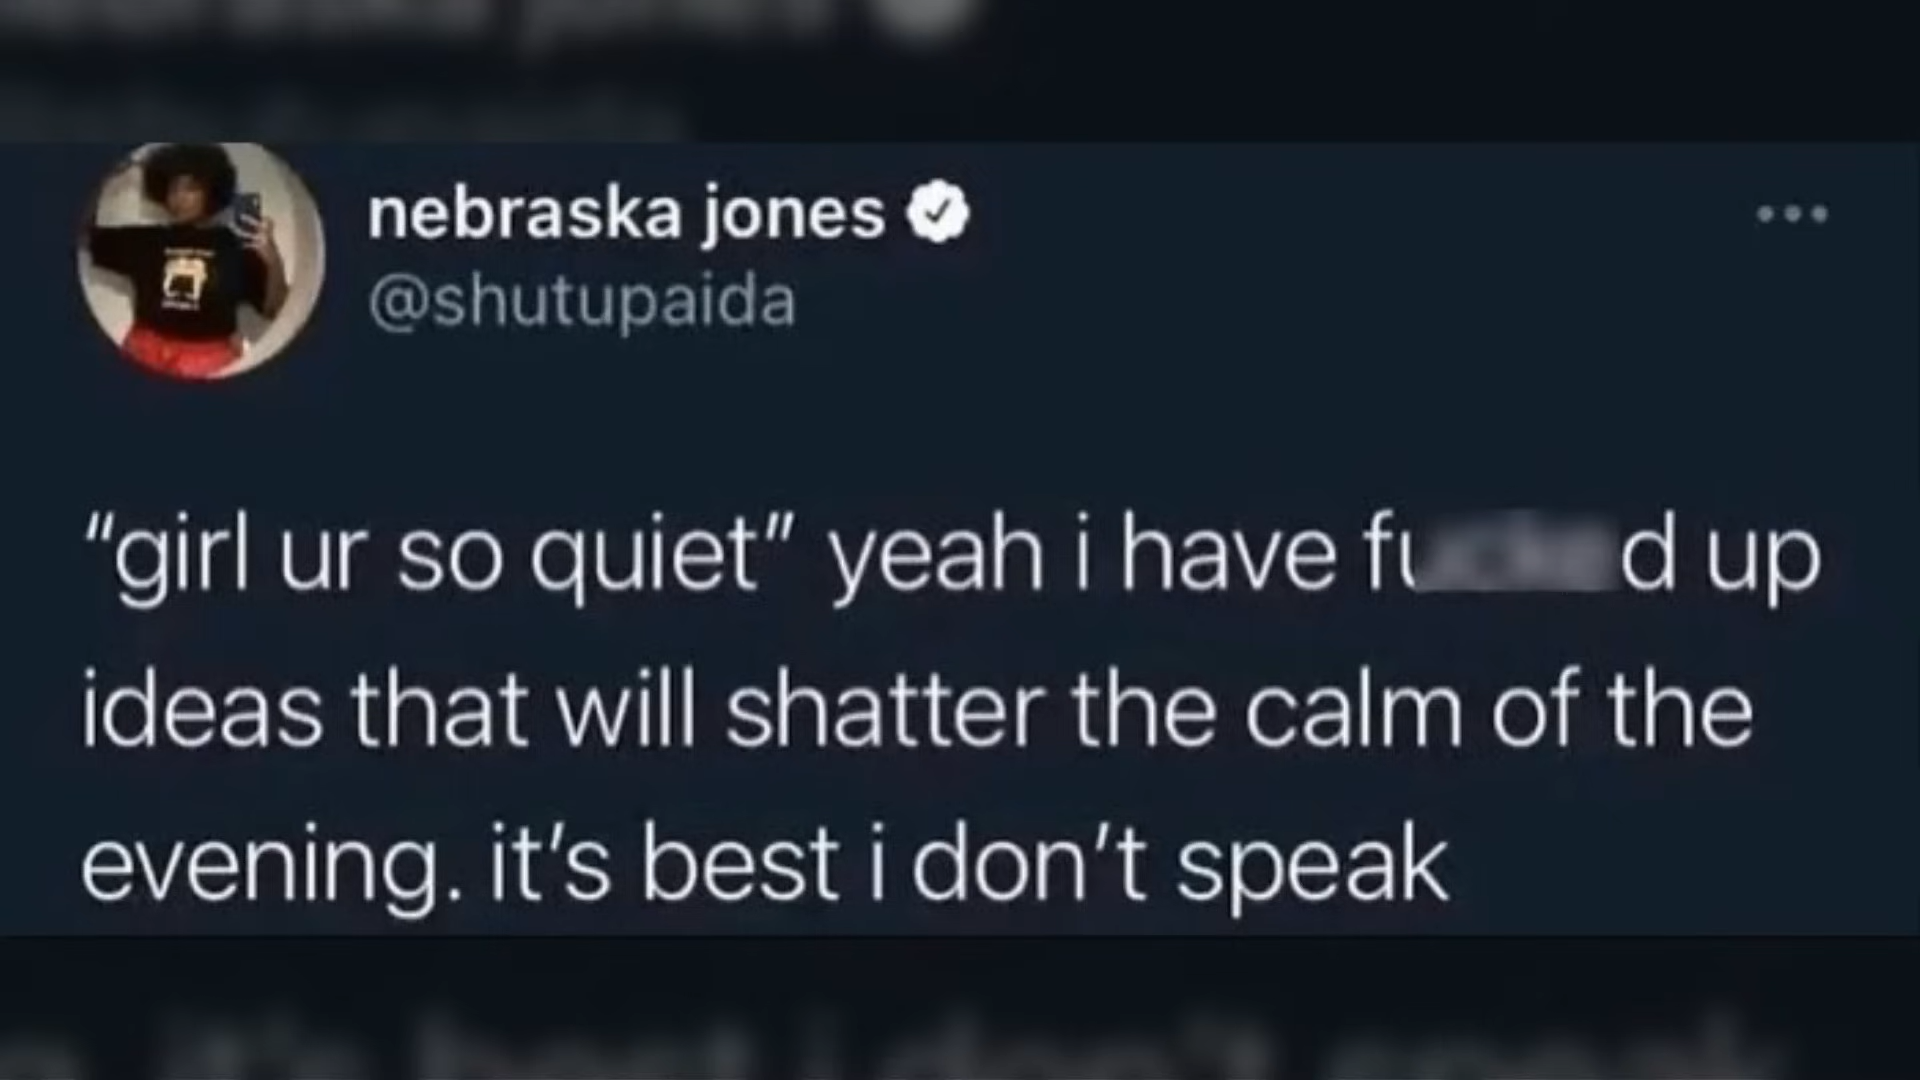 nebraska jones
@shutupaida
“girl ur so quiet” yeah i have fu d up
ideas that will shatter the calm of the
evening. it’s best i don’t speak